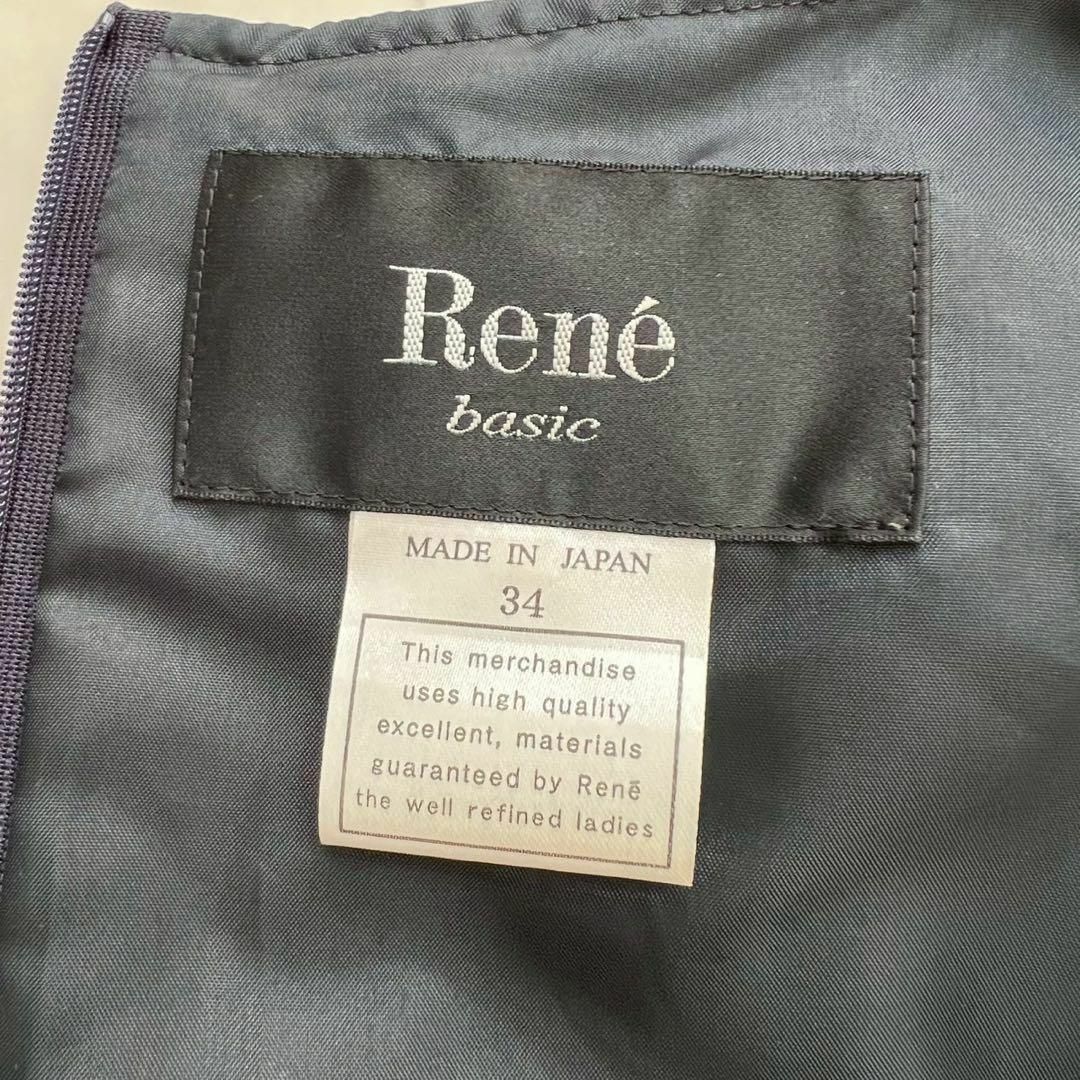 René
basic
MADE IN JAPAN
34
This merchandise
uses high quality
excellent, materials
guaranteed by René
the well refined ladies